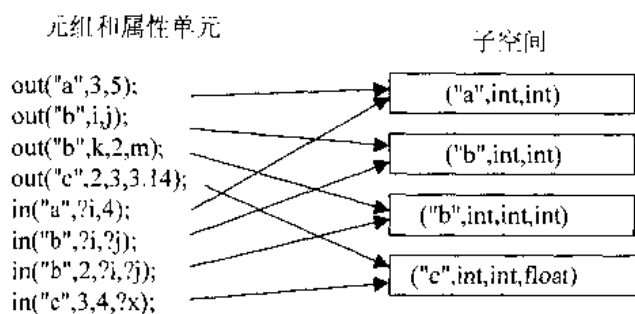 元组和属性单元
子空间
out("a",3,5);
out("b",i,j);
out("b",k,2,m);
out("c",2,3,3.14);
in("a",?i,4);
in("b",?i,?j);
in("b",2,?i,?j);
in("c",3,4,?x);
("a",int,int)
("b",int,int)
("b",int,int,int)
("c",int,int,float)